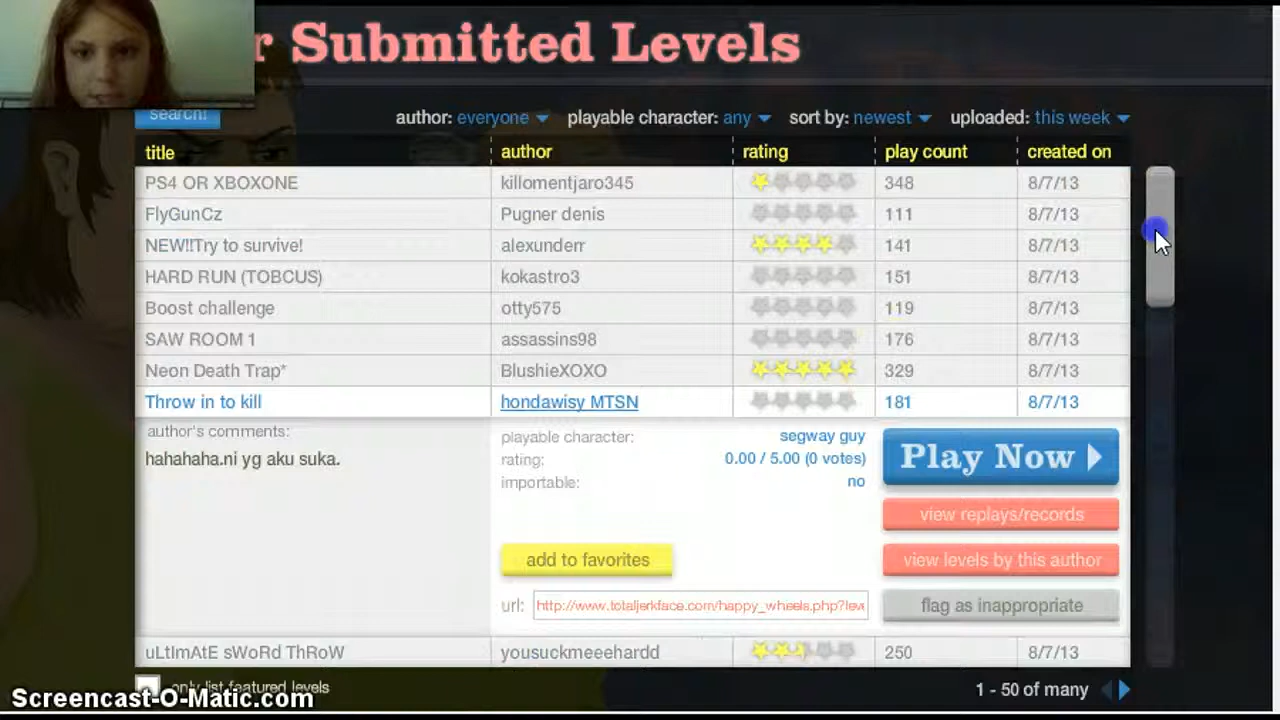 r Submitted Levels
search!
author: everyone playable character: any sort by: newest uploaded: this week
title author rating play count created on
PS4 OR XBOXONE killomentjaro345 348 8/7/13
FlyGunCz Pugner denis 111 8/7/13
NEW!!Try to survive! alexunderr 141 8/7/13
HARD RUN (TOBCUS) kokastro3 151 8/7/13
Boost challenge otty575 119 8/7/13
SAW ROOM 1 assassins98 176 8/7/13
Neon Death Trap* BlushieXOXO 329 8/7/13
Throw in to kill hondawisy MTSN 181 8/7/13
author's comments:
hahahaha.ni yg aku suka.
playable character: segway guy
rating: 0.00 / 5.00 (0 votes)
importable: no
Play Now
view replays/records
add to favorites
view levels by this author
url: http://www.totaljerkface.com/happy_wheels.php?lev
flag as inappropriate
uLtImAtE sWoRd ThRoW yousuckmeeehardd 250 8/7/13
only list featured levels
1 - 50 of many
Screencast-O-Matic.com